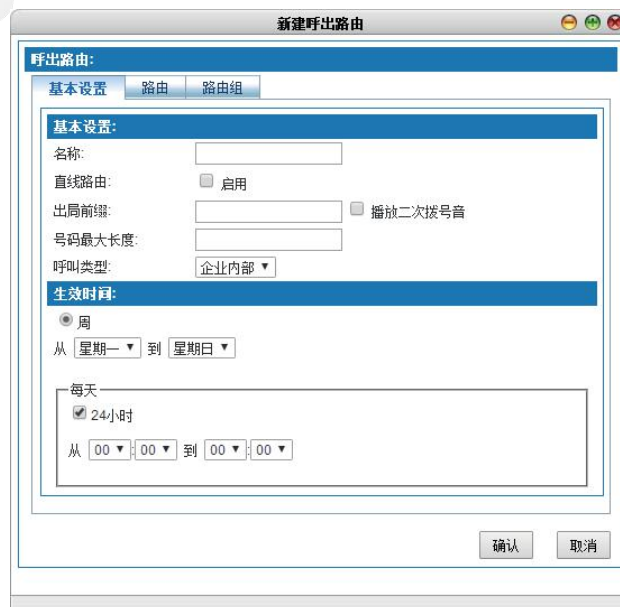 新建呼出路由
呼出路由:
基本设置 路由 路由组
基本设置:
名称:
直线路由: 启用
出局前缀: 播放二次拨号音
号码最大长度:
呼叫类型: 企业内部
生效时间:
周
从 星期一 到 星期日
每天
24小时
从 00 : 00 到 00 : 00
确认 取消